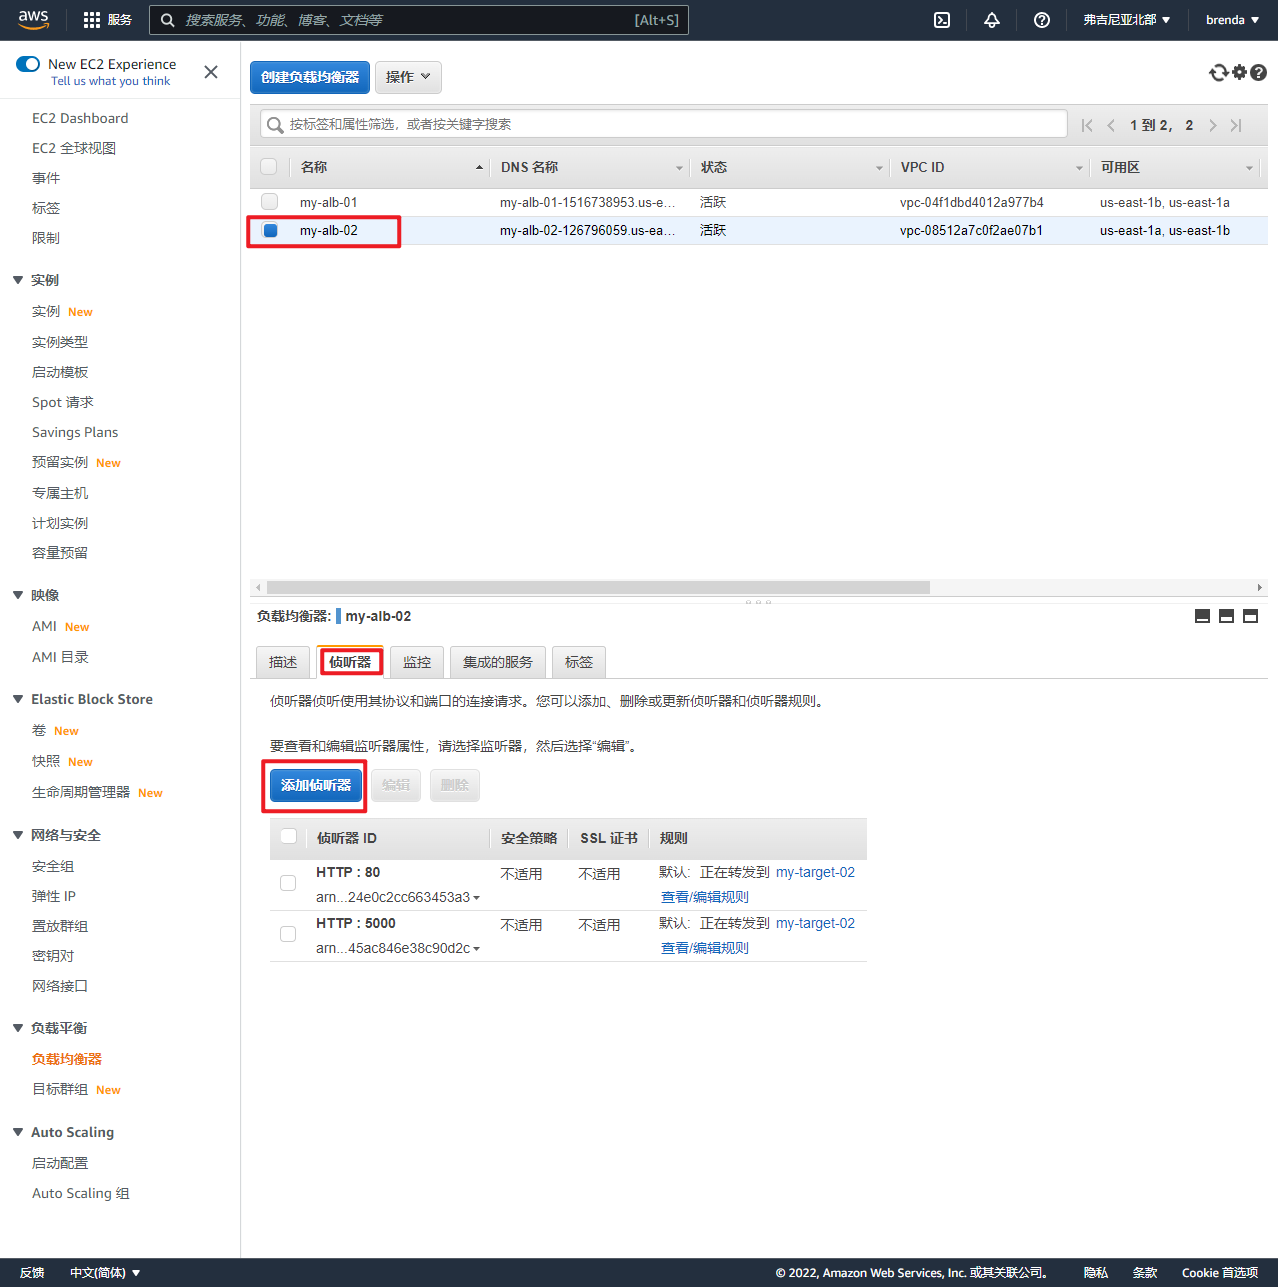 aws 服务 搜索服务、功能、博客、文档等 [Alt+S] 弗吉尼亚北部 brenda
New EC2 Experience
Tell us what you think
EC2 Dashboard
EC2 全球视图
事件
标签
限制
实例
实例 New
实例类型
启动模板
Spot 请求
Savings Plans
预留实例 New
专属主机
计划实例
容量预留
映像
AMI New
AMI 目录
Elastic Block Store
卷 New
快照 New
生命周期管理器 New
网络与安全
安全组
弹性 IP
置放群组
密钥对
网络接口
负载平衡
负载均衡器
目标群组 New
Auto Scaling
启动配置
Auto Scaling 组
创建负载均衡器 操作
按标签和属性筛选，或者按关键字搜索 1 到 2， 2
名称 DNS 名称 状态 VPC ID 可用区
my-alb-01 my-alb-01-1516738953.us-e... 活跃 vpc-04f1dbd4012a977b4 us-east-1b, us-east-1a
my-alb-02 my-alb-02-126796059.us-ea... 活跃 vpc-08512a7c0f2ae07b1 us-east-1a, us-east-1b
负载均衡器: my-alb-02
描述 侦听器 监控 集成的服务 标签
侦听器侦听使用其协议和端口的连接请求。您可以添加、删除或更新侦听器和侦听器规则。
要查看和编辑监听器属性，请选择监听器，然后选择“编辑”。
添加侦听器 编辑 删除
侦听器 ID 安全策略 SSL 证书 规则
HTTP : 80 不适用 不适用 默认: 正在转发到 my-target-02
arn...24e0c2cc663453a3 查看/编辑规则
HTTP : 5000 不适用 不适用 默认: 正在转发到 my-target-02
arn...45ac846e38c90d2c 查看/编辑规则
反馈 中文(简体) © 2022, Amazon Web Services, Inc. 或其关联公司。 隐私 条款 Cookie 首选项